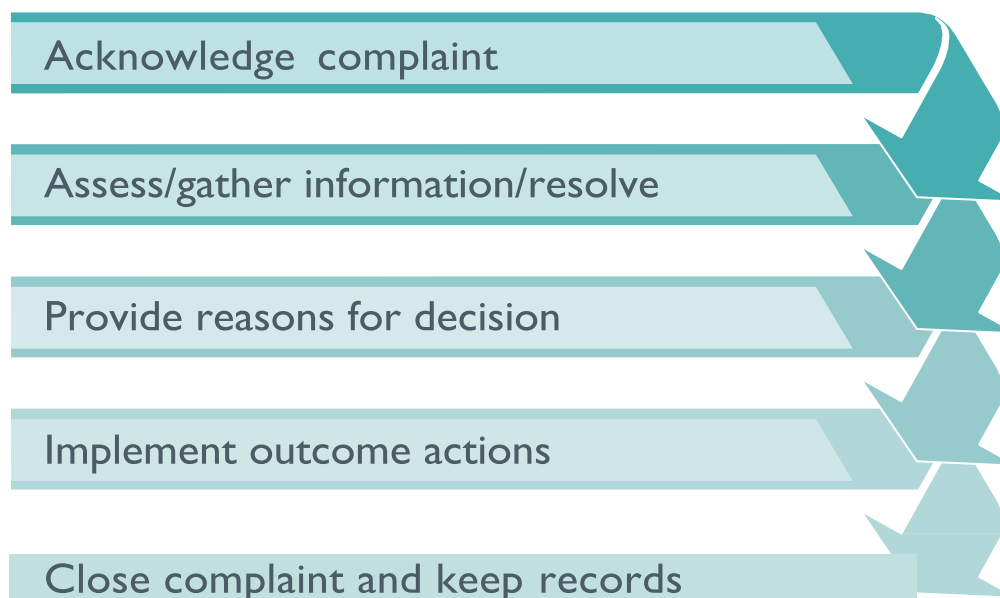 Acknowledge complaint
Assess/gather information/resolve
Provide reasons for decision
Implement outcome actions
Close complaint and keep records